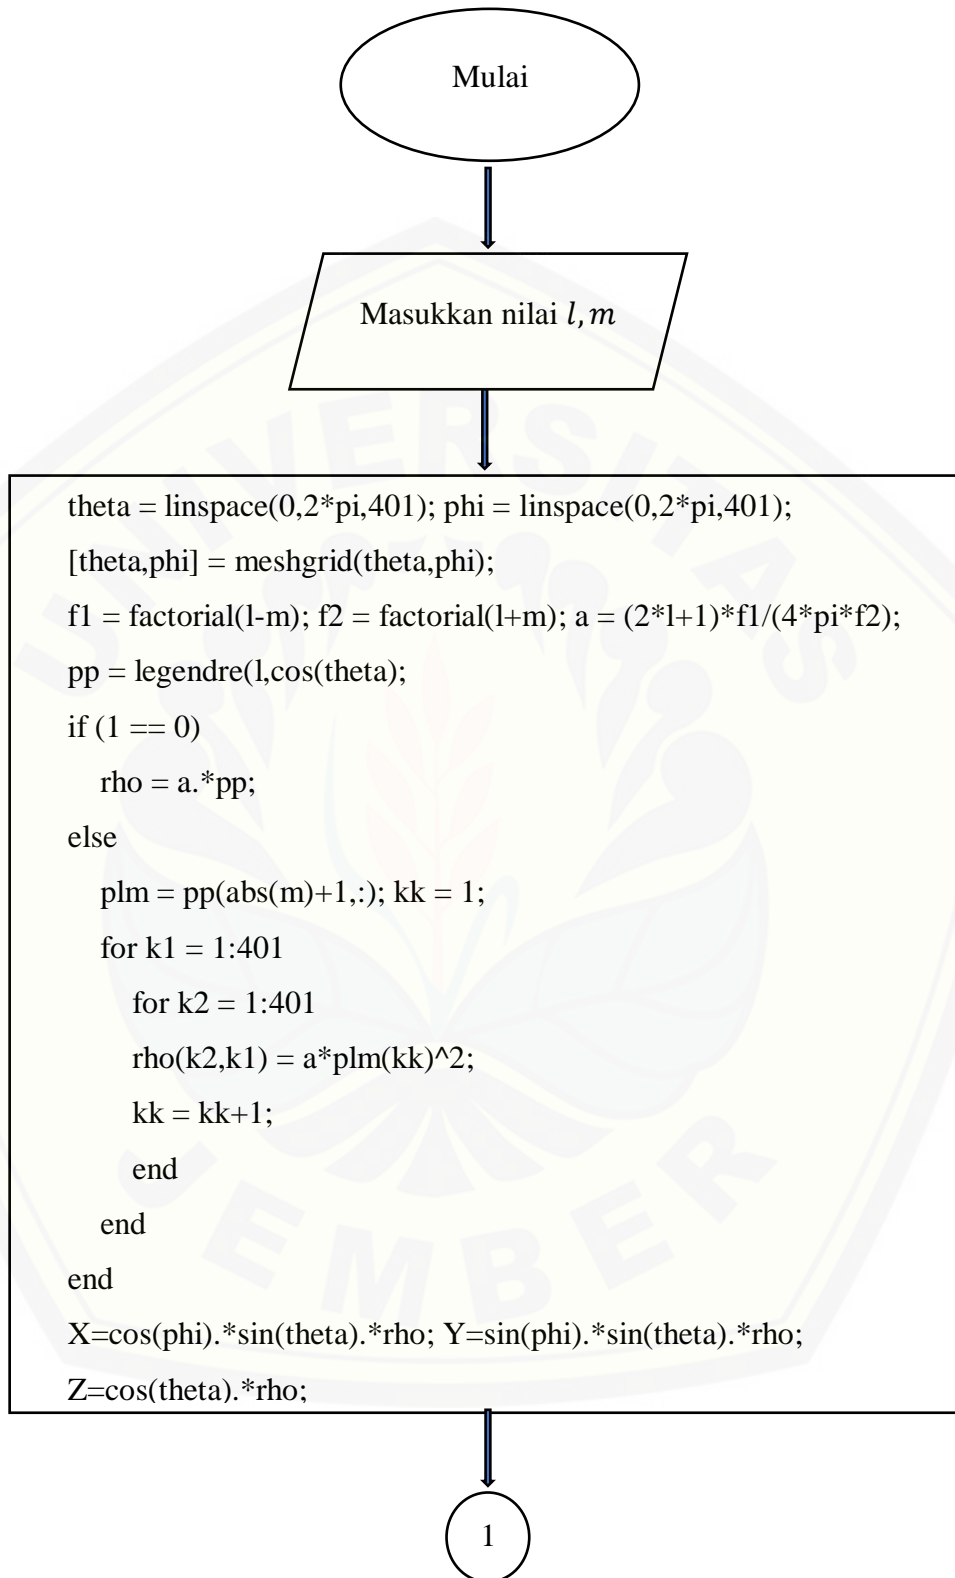 Mulai
Masukkan nilai l, m
theta = linspace(0,2*pi,401); phi = linspace(0,2*pi,401);
[theta,phi] = meshgrid(theta,phi);
f1 = factorial(l-m); f2 = factorial(l+m); a = (2*l+1)*f1/(4*pi*f2);
pp = legendre(l,cos(theta);
if (1 == 0)
rho = a.*pp;
else
plm = pp(abs(m)+1,:); kk = 1;
for k1 = 1:401
for k2 = 1:401
rho(k2,k1) = a*plm(kk)^2;
kk = kk+1;
end
end
end
X=cos(phi).*sin(theta).*rho; Y=sin(phi).*sin(theta).*rho;
Z=cos(theta).*rho;
1
UNIVERSITAS
JEMBER